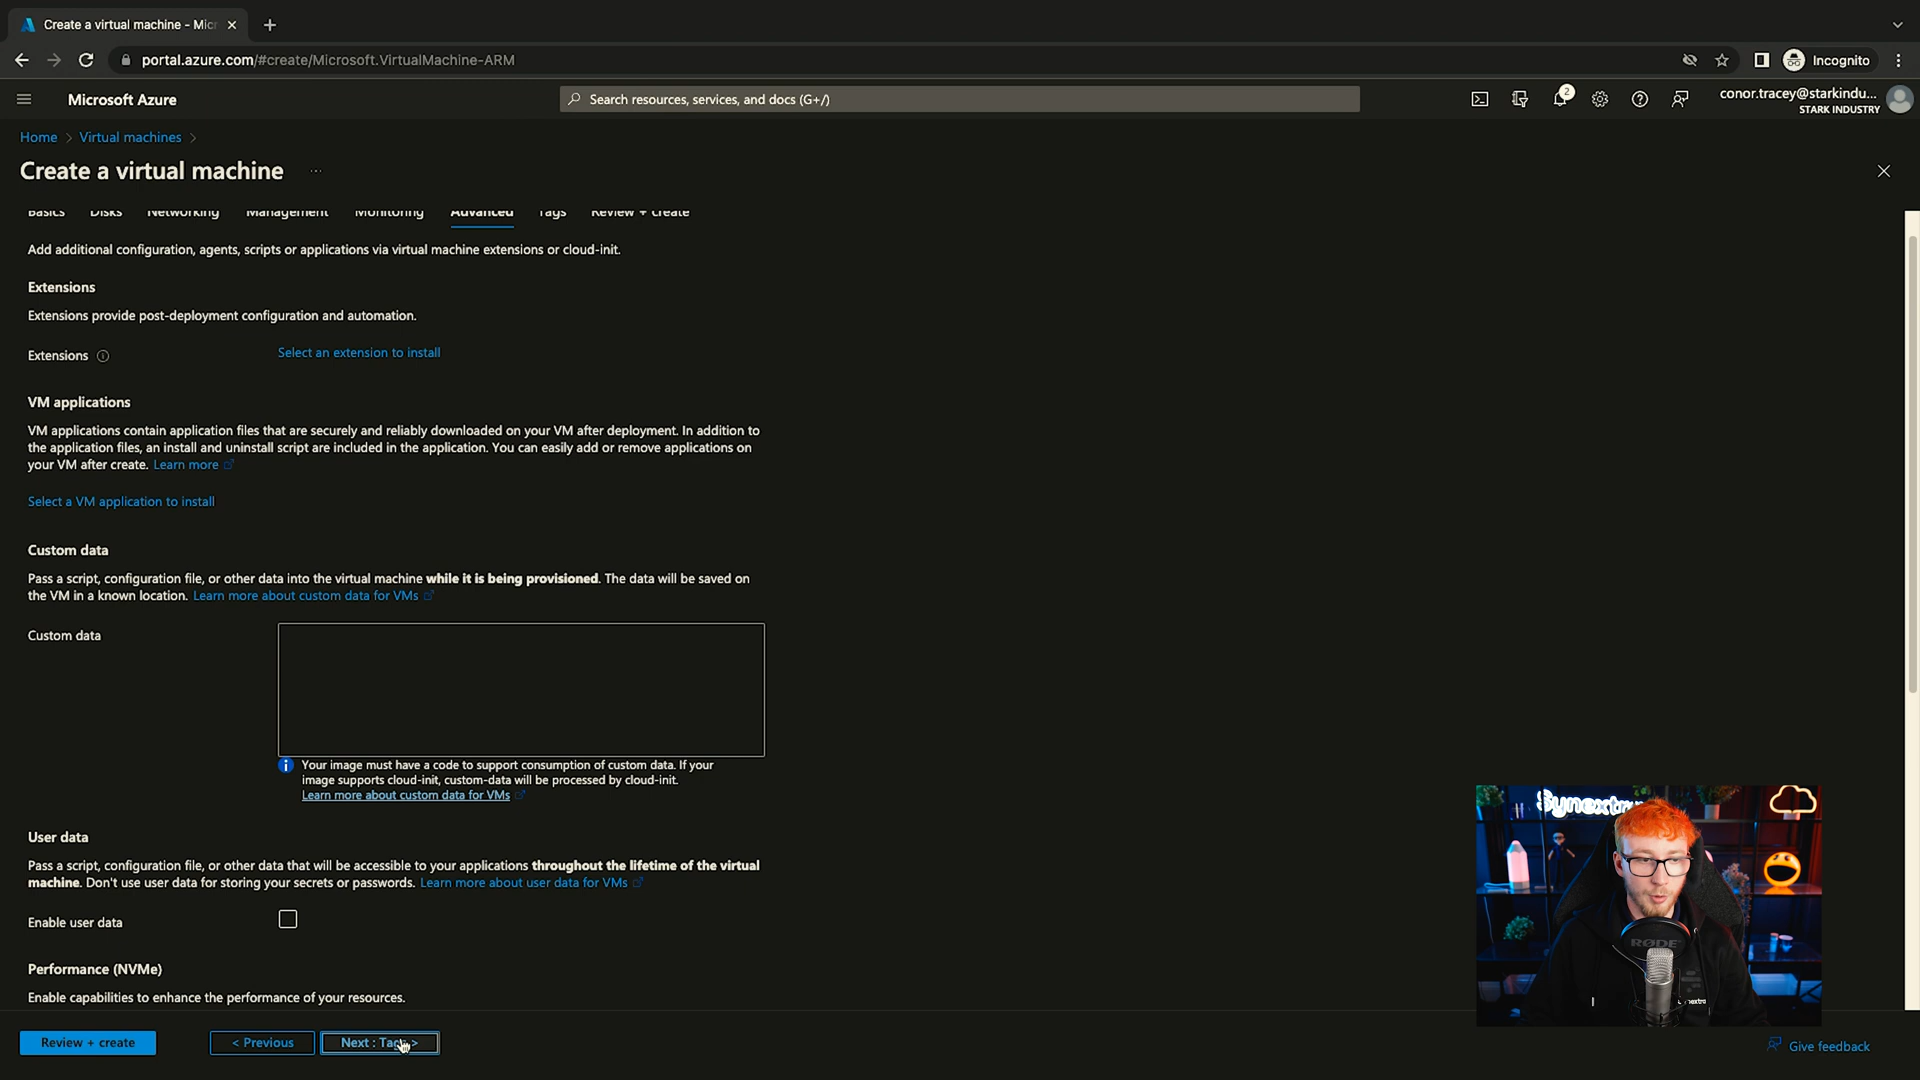 Create a virtual machine - Mic
portal.azure.com/#create/Microsoft.VirtualMachine-ARM
Incognito
Microsoft Azure
Search resources, services, and docs (G+/)
2
conor.tracey@starkindu...
STARK INDUSTRY
Home > Virtual machines >
Create a virtual machine ...
Basics Disks Networking Management Monitoring Advanced Tags Review + create
Add additional configuration, agents, scripts or applications via virtual machine extensions or cloud-init.
Extensions
Extensions provide post-deployment configuration and automation.
Extensions
Select an extension to install
VM applications
VM applications contain application files that are securely and reliably downloaded on your VM after deployment. In addition to
the application files, an install and uninstall script are included in the application. You can easily add or remove applications on
your VM after create. Learn more
Select a VM application to install
Custom data
Pass a script, configuration file, or other data into the virtual machine while it is being provisioned. The data will be saved on
the VM in a known location. Learn more about custom data for VMs
Custom data
Your image must have a code to support consumption of custom data. If your
image supports cloud-init, custom-data will be processed by cloud-init.
Learn more about custom data for VMs
User data
Pass a script, configuration file, or other data that will be accessible to your applications throughout the lifetime of the virtual
machine. Don't use user data for storing your secrets or passwords. Learn more about user data for VMs
Enable user data
Performance (NVMe)
Enable capabilities to enhance the performance of your resources.
Synextra
RØDE
Review + create
< Previous
Next : Tags >
Give feedback